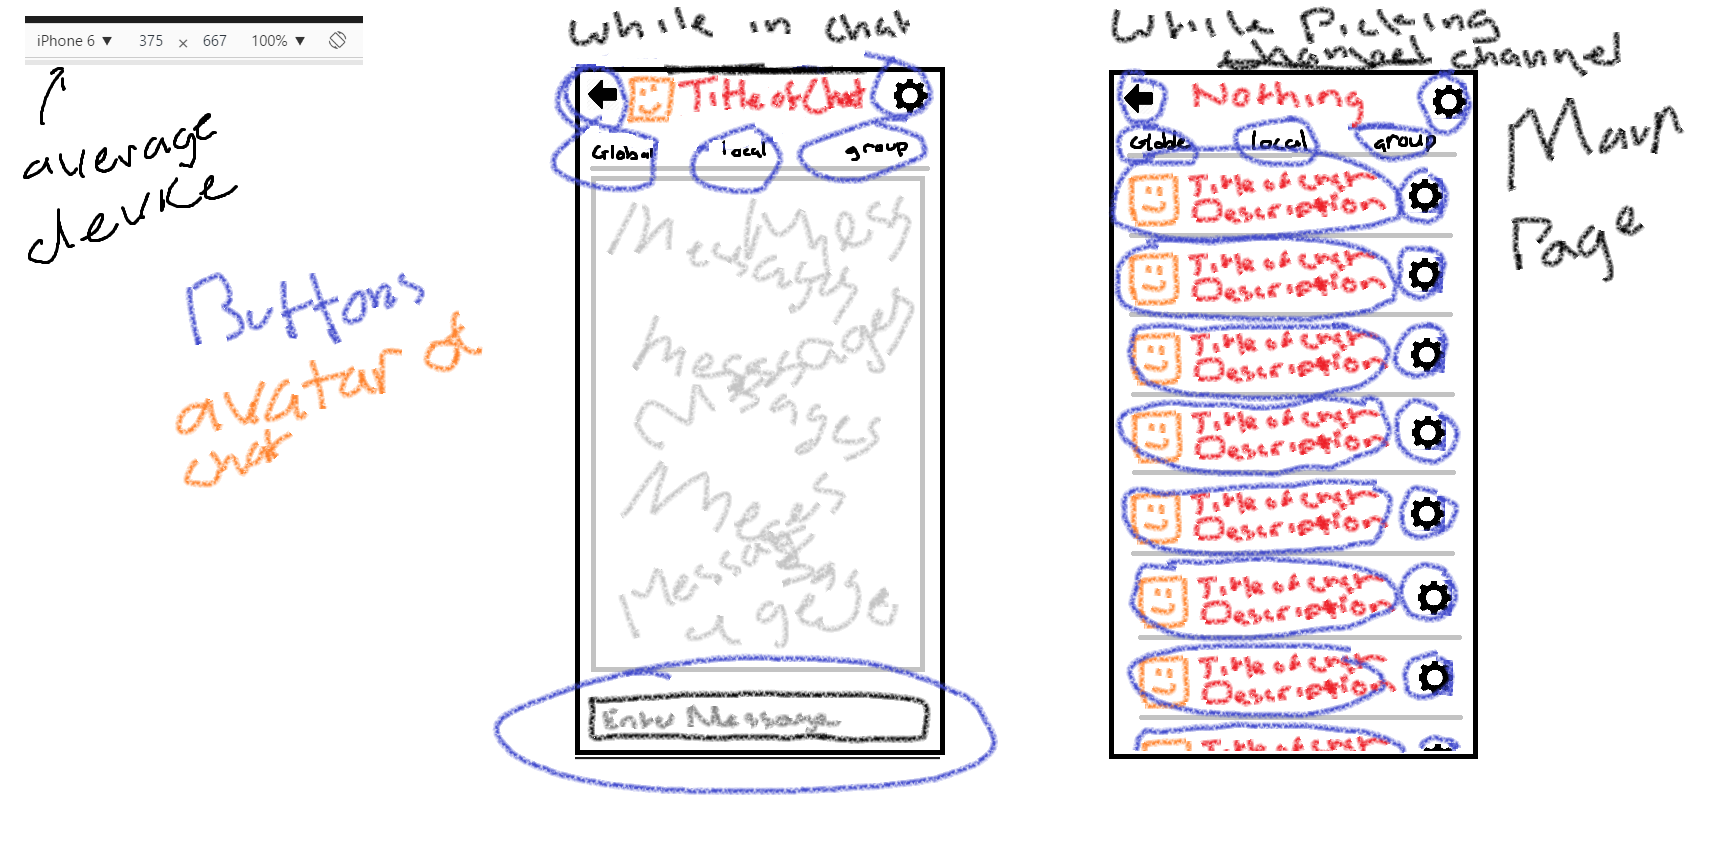 iPhone 6 ▼ 375 × 667 100% ▼
average
device
Buttons
avatar of
chat
while in chat
Title of Chat
Global local group
Messages
messages
Messages
Enter Message
While Picking
channel channel
Main
Page
Nothing
Globle local group
Title of Chat
Description
Title of Chat
Description
Title of Chat
Description
Title of Chat
Description
Title of Chat
Description
Title of Chat
Description
Title of Chat
Description
Title of Chat